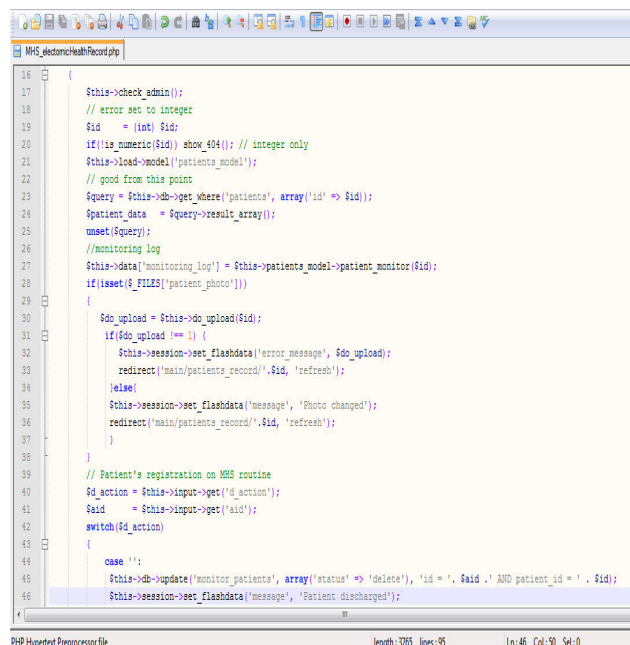 MHS_electornicHealthRecord.php
16 {
17 $this->check_admin();
18 // error set to integer
19 $id = (int) $id;
20 if(!is_numeric($id)) show_404(); // integer only
21 $this->load->model('patients_model');
22 // good from this point
23 $query = $this->db->get_where('patients', array('id' => $id));
24 $patient_data = $query->result_array();
25 unset($query);
26 //monitoring log
27 $this->data['monitoring_log'] = $this->patients_model->patient_monitor($id);
28 if(isset($_FILES['patient_photo']))
29 {
30 $do_upload = $this->do_upload($id);
31 if($do_upload !== 1) {
32 $this->session->set_flashdata('error_message', $do_upload);
33 redirect('main/patients_record/'.$id, 'refresh');
34 }else{
35 $this->session->set_flashdata('message', 'Photo changed');
36 redirect('main/patients_record/'.$id, 'refresh');
37 }
38 }
39 // Patient's registration on MHS routine
40 $d_action = $this->input->get('d_action');
41 $aid = $this->input->get('aid');
42 switch($d_action)
43 {
44 case '':
45 $this->db->update('monitor_patients', array('status' => 'delete'), 'id = '. $aid .' AND patient_id = ' . $id);
46 $this->session->set_flashdata('message', 'Patient discharged');
PHP Hypertext Preprocessor file length : 3765 lines : 95 Ln : 46 Col : 50 Sel : 0